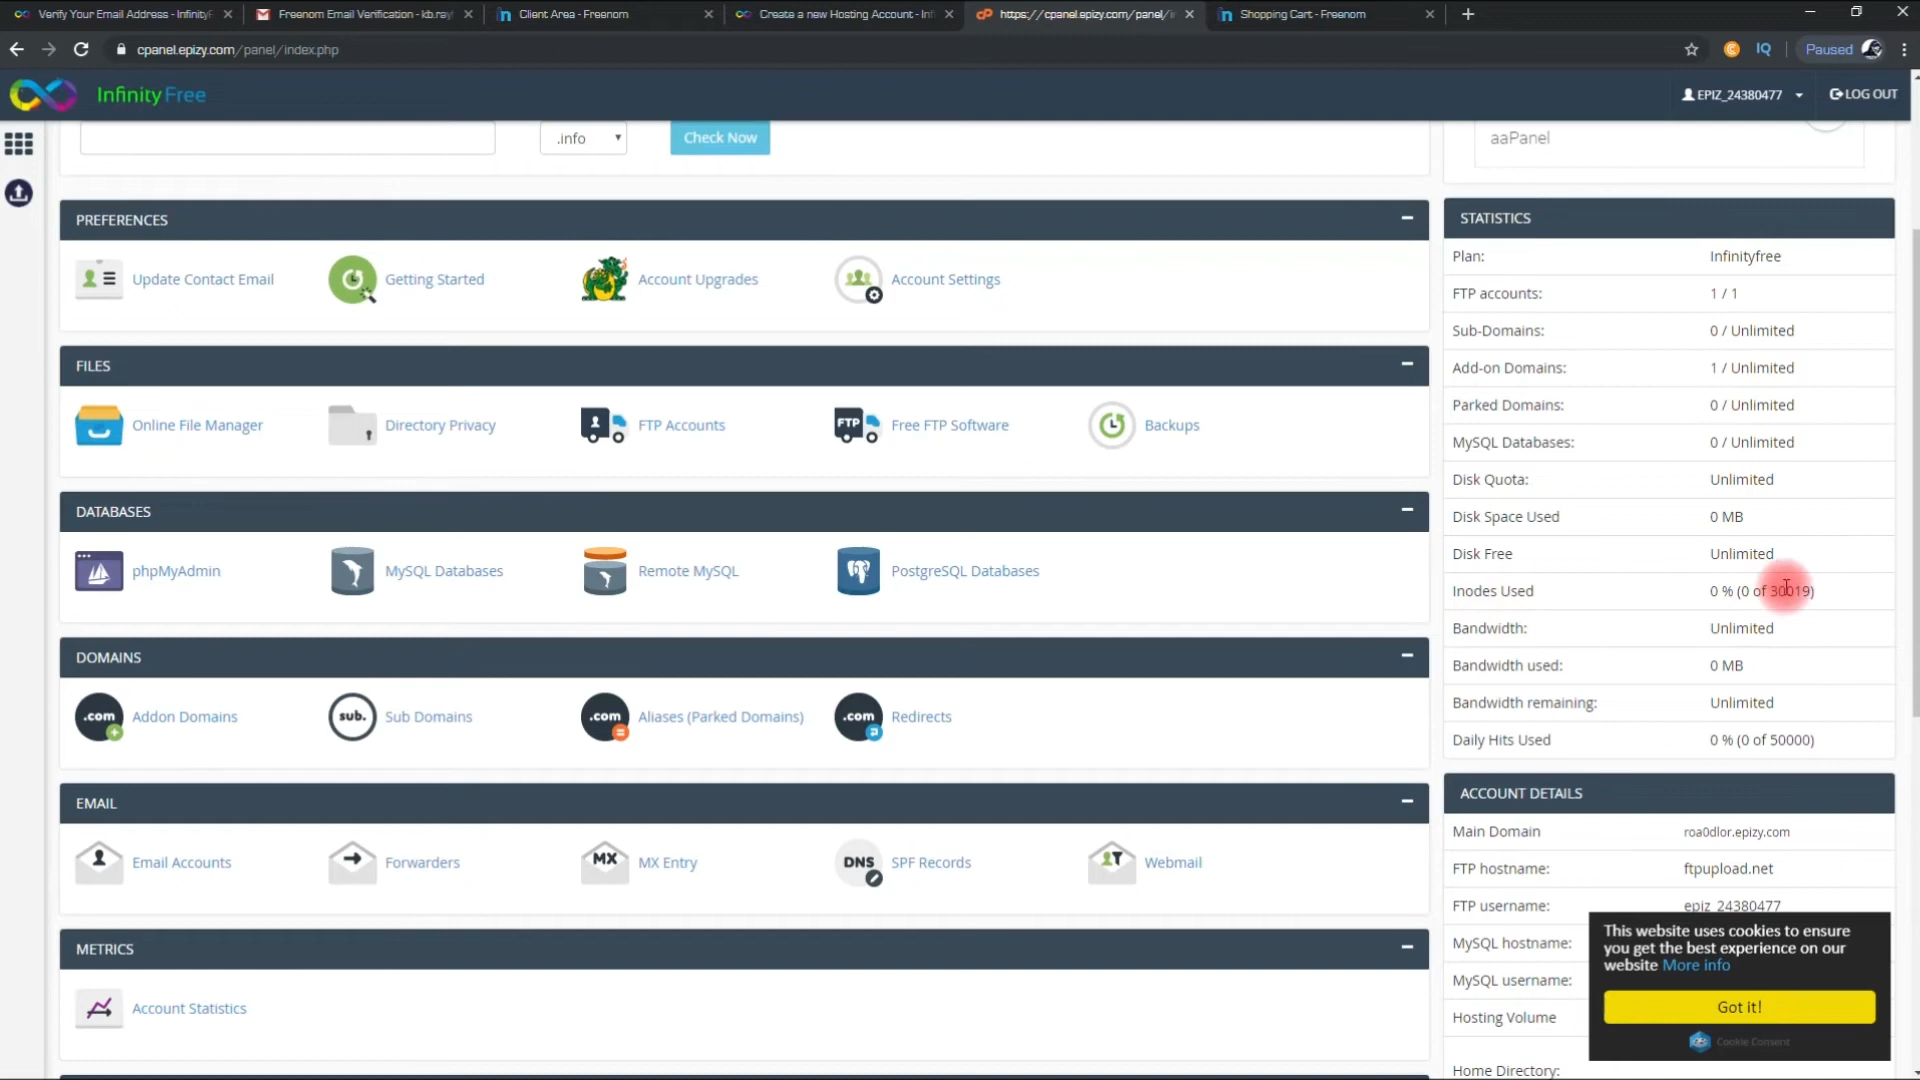 Verify Your Email Address - InfinityF
Freenom Email Verification - kb.ray
Client Area - Freenom
Create a new Hosting Account - Inf
https://cpanel.epizy.com/panel/i
Shopping Cart - Freenom
cpanel.epizy.com/panel/index.php
IQ
Paused
InfinityFree
EPIZ_24380477
LOG OUT
.info
Check Now
aaPanel
PREFERENCES
Update Contact Email
Getting Started
Account Upgrades
Account Settings
FILES
Online File Manager
Directory Privacy
FTP Accounts
FTP
Free FTP Software
Backups
DATABASES
phpMyAdmin
MySQL Databases
Remote MySQL
PostgreSQL Databases
DOMAINS
.com
Addon Domains
sub.
Sub Domains
.com
Aliases (Parked Domains)
.com
Redirects
EMAIL
Email Accounts
Forwarders
MX
MX Entry
DNS
SPF Records
Webmail
METRICS
Account Statistics
STATISTICS
Plan: Infinityfree
FTP accounts: 1 / 1
Sub-Domains: 0 / Unlimited
Add-on Domains: 1 / Unlimited
Parked Domains: 0 / Unlimited
MySQL Databases: 0 / Unlimited
Disk Quota: Unlimited
Disk Space Used 0 MB
Disk Free Unlimited
Inodes Used 0 % (0 of 30019)
Bandwidth: Unlimited
Bandwidth used: 0 MB
Bandwidth remaining: Unlimited
Daily Hits Used 0 % (0 of 50000)
ACCOUNT DETAILS
Main Domain roa0dlor.epizy.com
FTP hostname: ftpupload.net
FTP username: epiz_24380477
MySQL hostname:
MySQL username:
Hosting Volume
Home Directory:
This website uses cookies to ensure
you get the best experience on our
website More info
Got it!
Cookie Consent